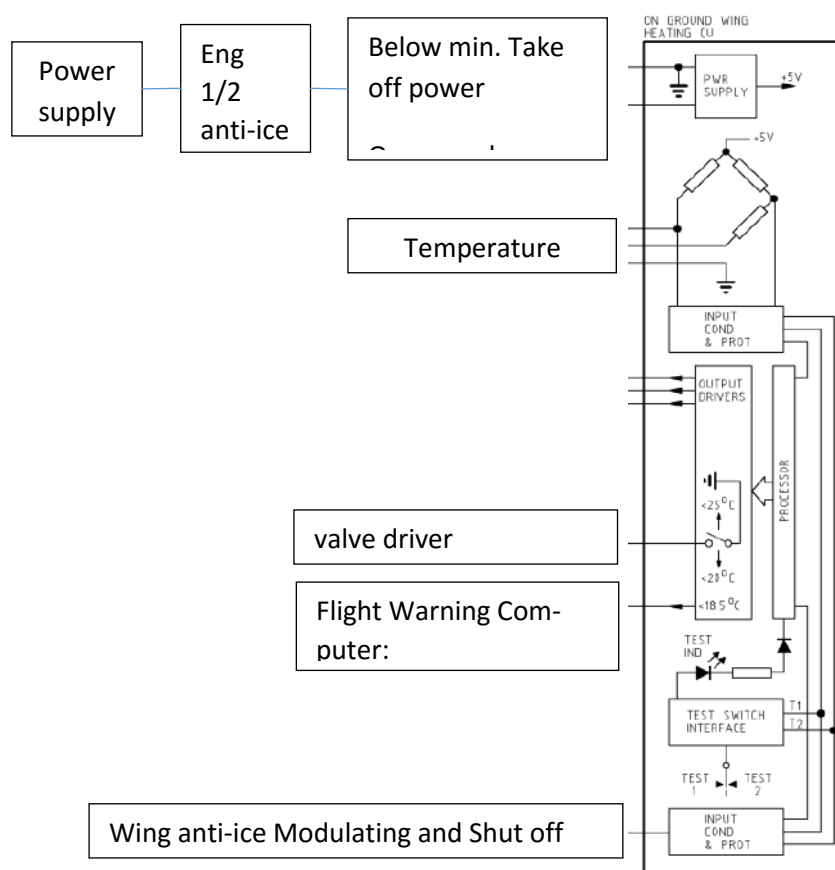 ON GROUND WING
HEATING CU
Power
supply
Eng
1/2
anti-ice
Below min. Take
off power
PWR
SUPPLY
+5V
+5V
Temperature
INPUT
COND
& PROT
OUTPUT
DRIVERS
PROCESSOR
<25°C
valve driver
<20°C
Flight Warning Com-
puter:
<18.5°C
TEST
IND
TEST SWITCH
INTERFACE
T1
T2
TEST
1
TEST
2
Wing anti-ice Modulating and Shut off
INPUT
COND
& PROT